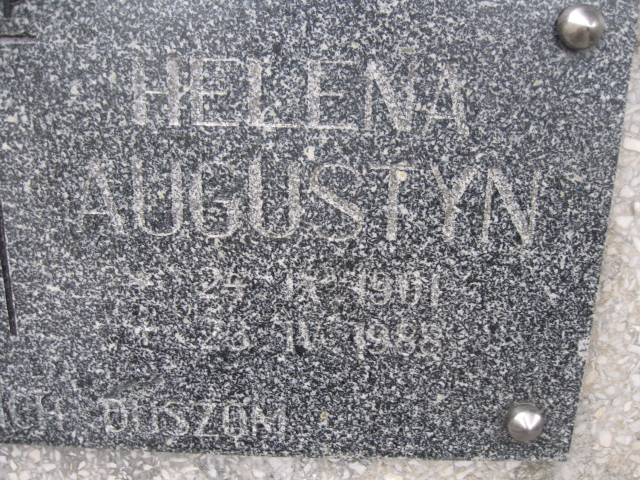 HELENA
AUGUSTYN
* 24 IX 1901
+ 28 IV 1988
DUSZOM